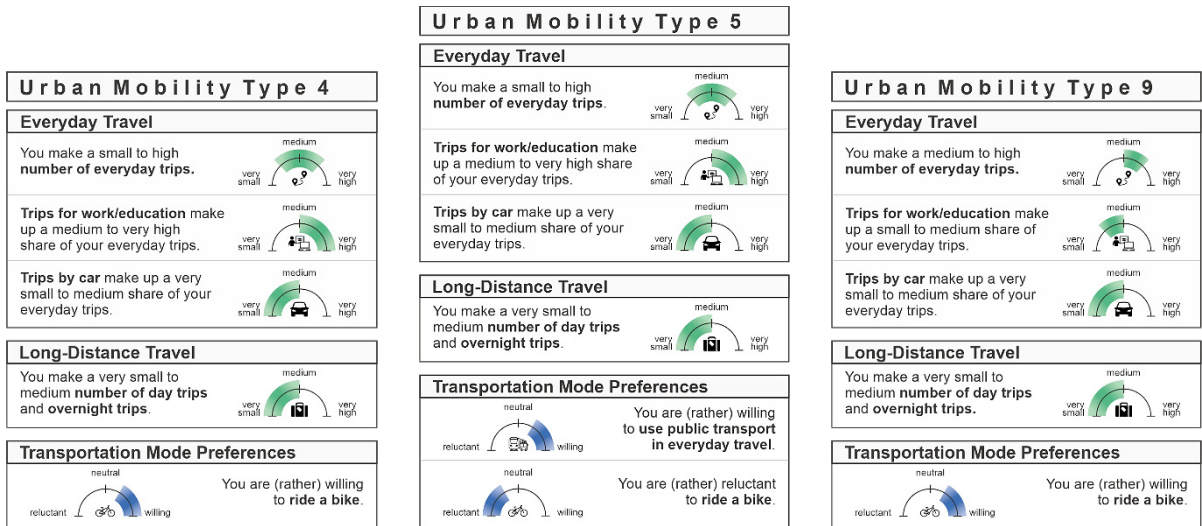 Urban Mobility Type 4
Everyday Travel
You make a small to high
number of everyday trips.
medium
very
small
very
high
Trips for work/education make
up a medium to very high
share of your everyday trips.
medium
very
small
very
high
Trips by car make up a very
small to medium share of your
everyday trips.
medium
very
small
very
high
Long-Distance Travel
You make a very small to
medium number of day trips
and overnight trips.
medium
very
small
very
high
Transportation Mode Preferences
neutral
reluctant
willing
You are (rather) willing
to ride a bike.
Urban Mobility Type 5
Everyday Travel
You make a small to high
number of everyday trips.
medium
very
small
very
high
Trips for work/education make
up a medium to very high share
of your everyday trips.
medium
very
small
very
high
Trips by car make up a very
small to medium share of your
everyday trips.
medium
very
small
very
high
Long-Distance Travel
You make a very small to
medium number of day trips
and overnight trips.
medium
very
small
very
high
Transportation Mode Preferences
neutral
reluctant
willing
You are (rather) willing
to use public transport
in everyday travel.
neutral
reluctant
willing
You are (rather) reluctant
to ride a bike.
Urban Mobility Type 9
Everyday Travel
You make a medium to high
number of everyday trips.
medium
very
small
very
high
Trips for work/education make
up a small to medium share of
your everyday trips.
medium
very
small
very
high
Trips by car make up a very
small to medium share of your
everyday trips.
medium
very
small
very
high
Long-Distance Travel
You make a very small to
medium number of day trips
and overnight trips.
medium
very
small
very
high
Transportation Mode Preferences
neutral
reluctant
willing
You are (rather) willing
to ride a bike.